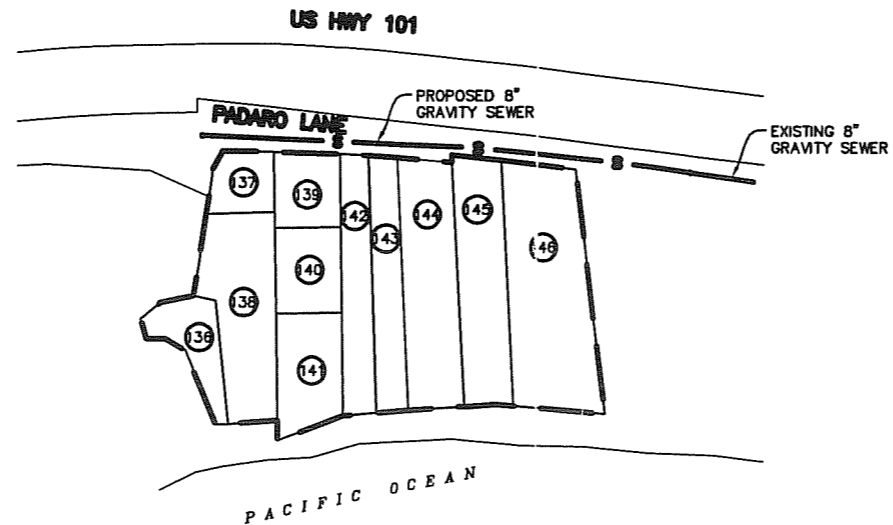 US HWY 101
PROPOSED 8"
GRAVITY SEWER
PADARO LANE
S
S
S
EXISTING 8"
GRAVITY SEWER
137
139
142
143
144
145
146
138
140
136
141
PACIFIC OCEAN